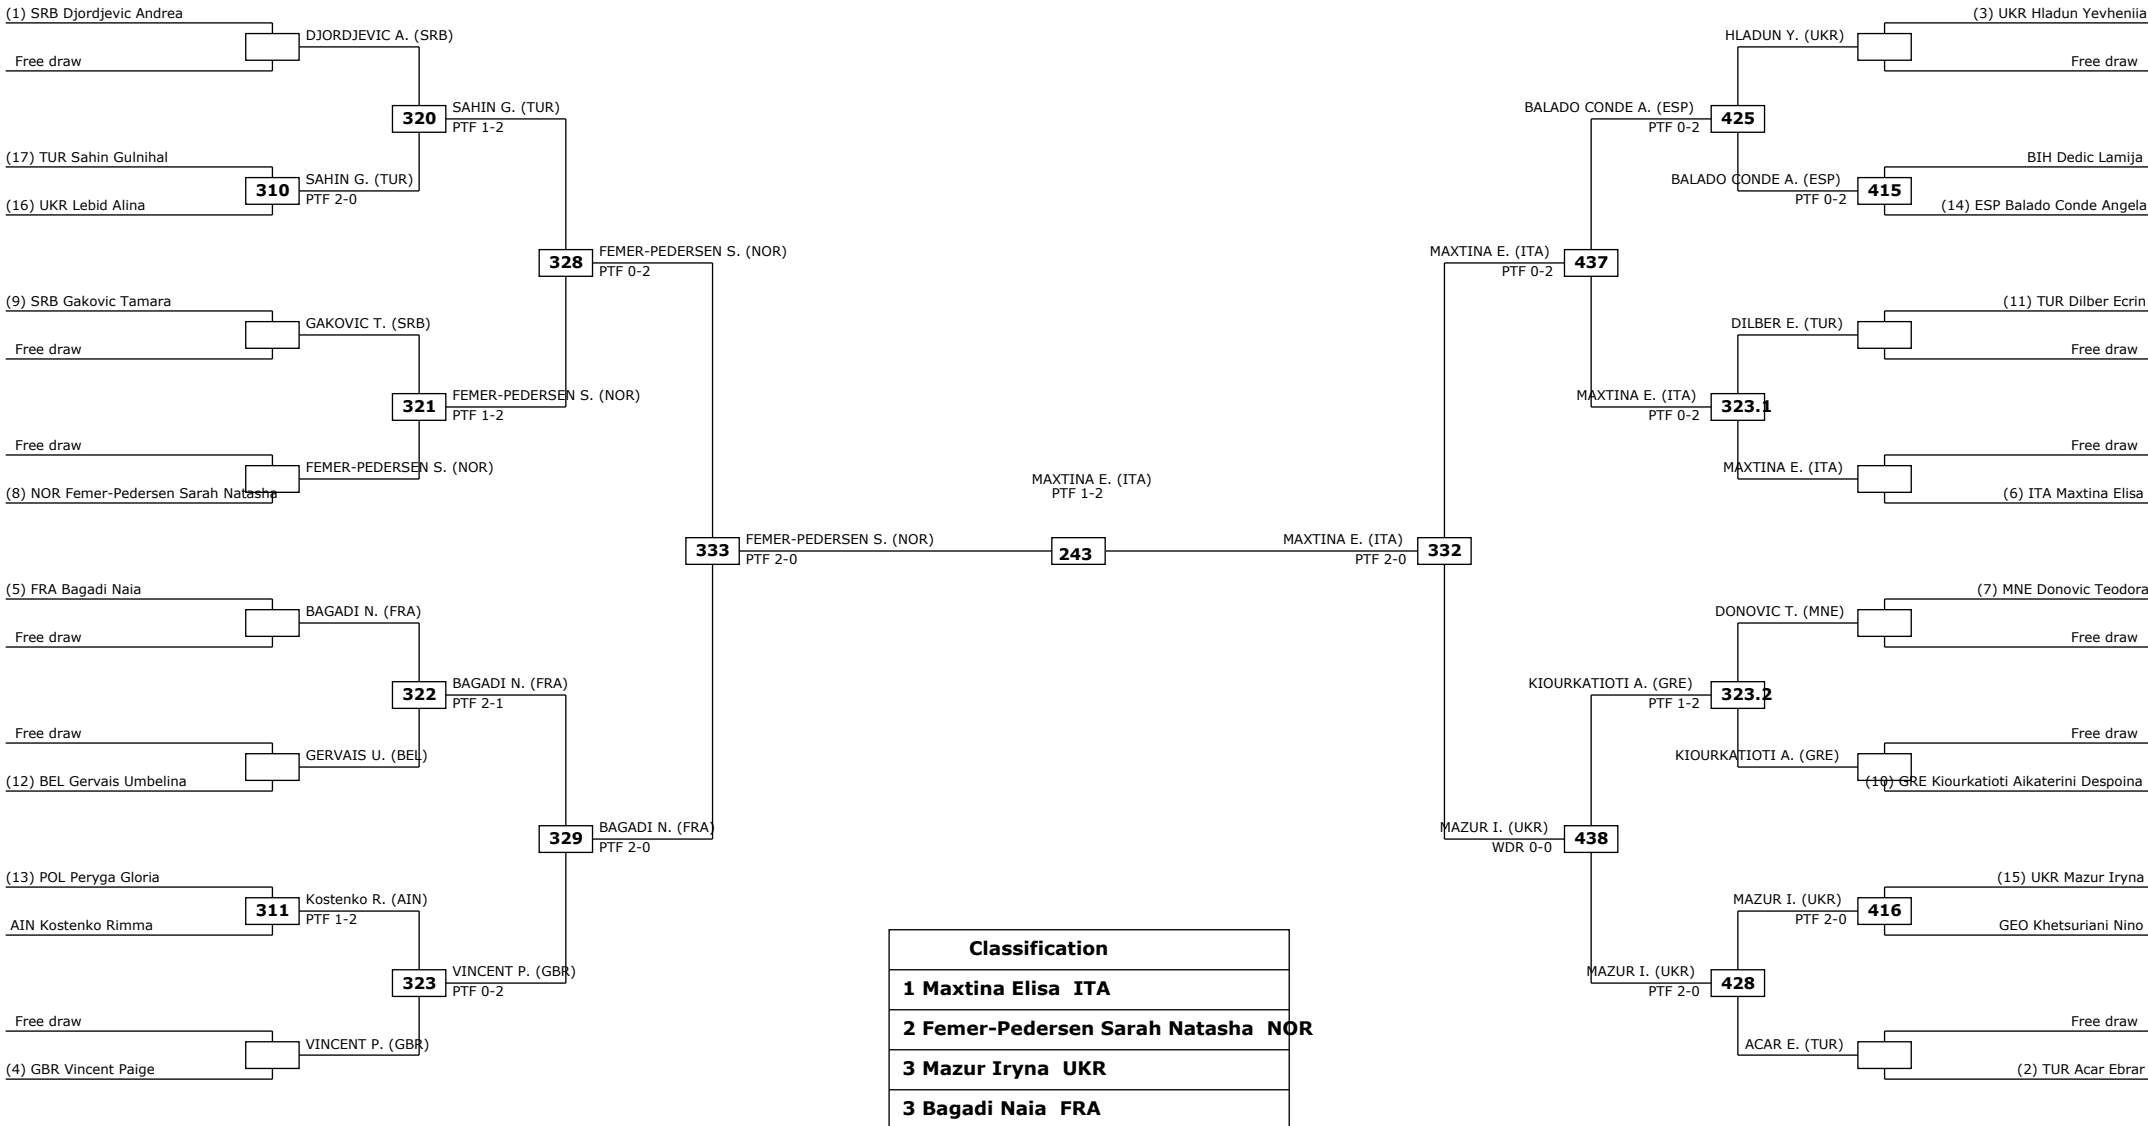 (1) SRB Djordjevic Andrea
DJORDJEVIC A. (SRB)
Free draw
320
SAHIN G. (TUR)
PTF 1-2
(17) TUR Sahin Gulnihal
310
SAHIN G. (TUR)
PTF 2-0
(16) UKR Lebid Alina
328
FEMER-PEDERSEN S. (NOR)
PTF 0-2
(9) SRB Gakovic Tamara
GAKOVIC T. (SRB)
Free draw
321
FEMER-PEDERSEN S. (NOR)
PTF 1-2
Free draw
FEMER-PEDERSEN S. (NOR)
(8) NOR Femer-Pedersen Sarah Natasha
333
FEMER-PEDERSEN S. (NOR)
PTF 2-0
(5) FRA Bagadi Naia
BAGADI N. (FRA)
Free draw
322
BAGADI N. (FRA)
PTF 2-1
Free draw
GERVAIS U. (BEL)
(12) BEL Gervais Umbelina
329
BAGADI N. (FRA)
PTF 2-0
(13) POL Peryga Gloria
311
Kostenko R. (AIN)
PTF 1-2
AIN Kostenko Rimma
323
VINCENT P. (GBR)
PTF 0-2
Free draw
VINCENT P. (GBR)
(4) GBR Vincent Paige
MAXTINA E. (ITA)
PTF 1-2
243
(3) UKR Hladun Yevheniia
HLADUN Y. (UKR)
Free draw
BALADO CONDE A. (ESP)
PTF 0-2
425
BIH Dedic Lamija
BALADO CONDE A. (ESP)
PTF 0-2
415
(14) ESP Balado Conde Angela
MAXTINA E. (ITA)
PTF 0-2
437
(11) TUR Dilber Ecrin
DILBER E. (TUR)
Free draw
MAXTINA E. (ITA)
PTF 0-2
323.1
Free draw
MAXTINA E. (ITA)
(6) ITA Maxtina Elisa
MAXTINA E. (ITA)
PTF 2-0
332
(7) MNE Donovic Teodora
DONOVIC T. (MNE)
Free draw
KIOURKATIOTI A. (GRE)
PTF 1-2
323.2
Free draw
KIOURKATIOTI A. (GRE)
(10) GRE Kiourkatioti Aikaterini Despoina
MAZUR I. (UKR)
WDR 0-0
438
(15) UKR Mazur Iryna
MAZUR I. (UKR)
PTF 2-0
416
GEO Khetsuriani Nino
MAZUR I. (UKR)
PTF 2-0
428
Free draw
ACAR E. (TUR)
(2) TUR Acar Ebrar
Classification
1 Maxtina Elisa ITA
2 Femer-Pedersen Sarah Natasha NOR
3 Mazur Iryna UKR
3 Bagadi Naia FRA